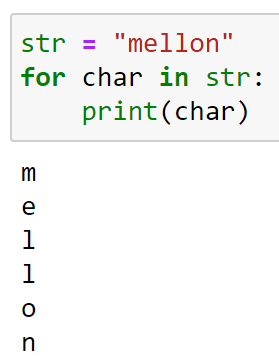 str = "mellon"
for char in str:
    print(char)
m
e
l
l
o
n